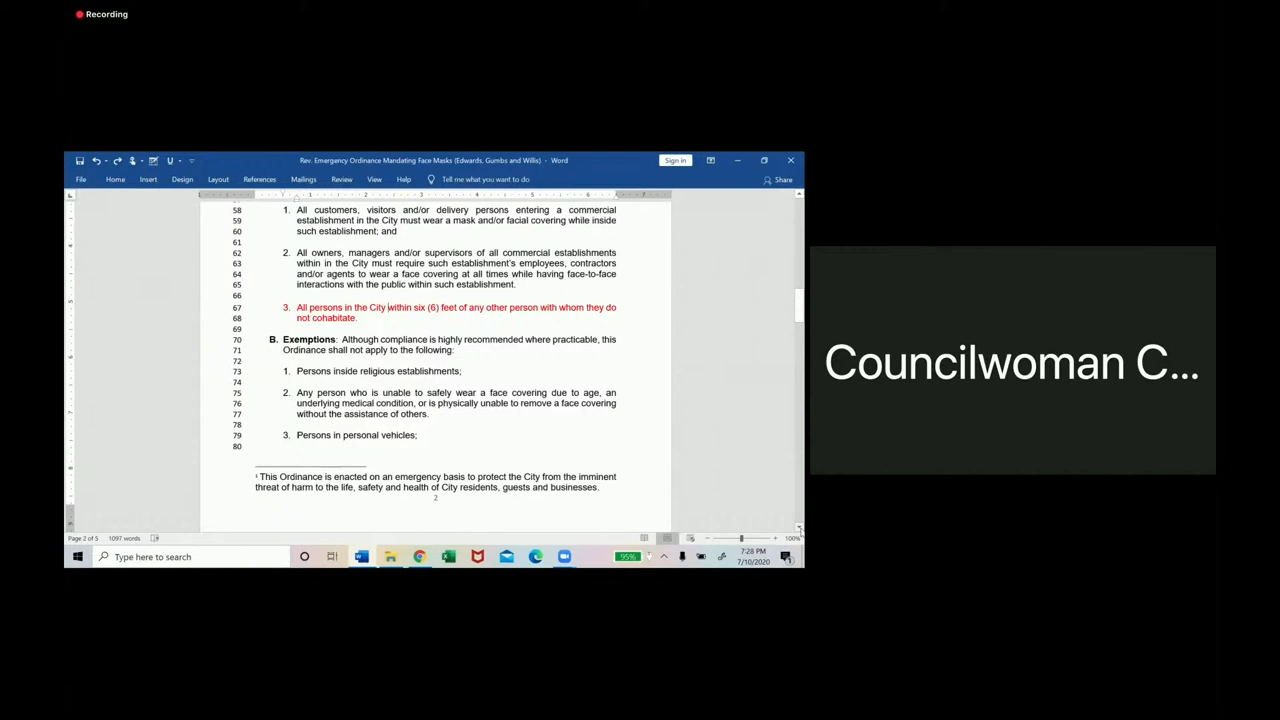 Recording
Rev. Emergency Ordinance Mandating Face Masks (Edwards, Gumbs and Willis) - Word
Sign in
File Home Insert Design Layout References Mailings Review View Help Tell me what you want to do
Share
58 1. All customers, visitors and/or delivery persons entering a commercial
59 establishment in the City must wear a mask and/or facial covering while inside
60 such establishment; and
61
62 2. All owners, managers and/or supervisors of all commercial establishments
63 within in the City must require such establishment's employees, contractors
64 and/or agents to wear a face covering at all times while having face-to-face
65 interactions with the public within such establishment.
66
67 3. All persons in the City within six (6) feet of any other person with whom they do
68 not cohabitate.
69
70 B. Exemptions: Although compliance is highly recommended where practicable, this
71 Ordinance shall not apply to the following:
72
73 1. Persons inside religious establishments;
74
75 2. Any person who is unable to safely wear a face covering due to age, an
76 underlying medical condition, or is physically unable to remove a face covering
77 without the assistance of others.
78
79 3. Persons in personal vehicles;
80
1 This Ordinance is enacted on an emergency basis to protect the City from the imminent
threat of harm to the life, safety and health of City residents, guests and businesses.
2
Page 2 of 5 1097 words
100%
Type here to search
95%
7:28 PM
7/10/2020
Councilwoman C...